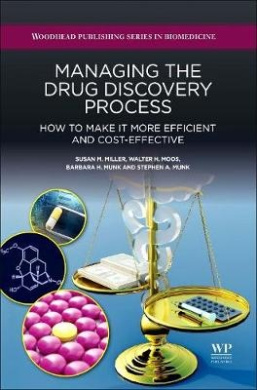 WOODHEAD PUBLISHING SERIES IN BIOMEDICINE
MANAGING THE
DRUG DISCOVERY
PROCESS
HOW TO MAKE IT MORE EFFICIENT
AND COST-EFFECTIVE
SUSAN M. MILLER, WALTER H. MOOS,
BARBARA H. MUNK AND STEPHEN A. MUNK
WP